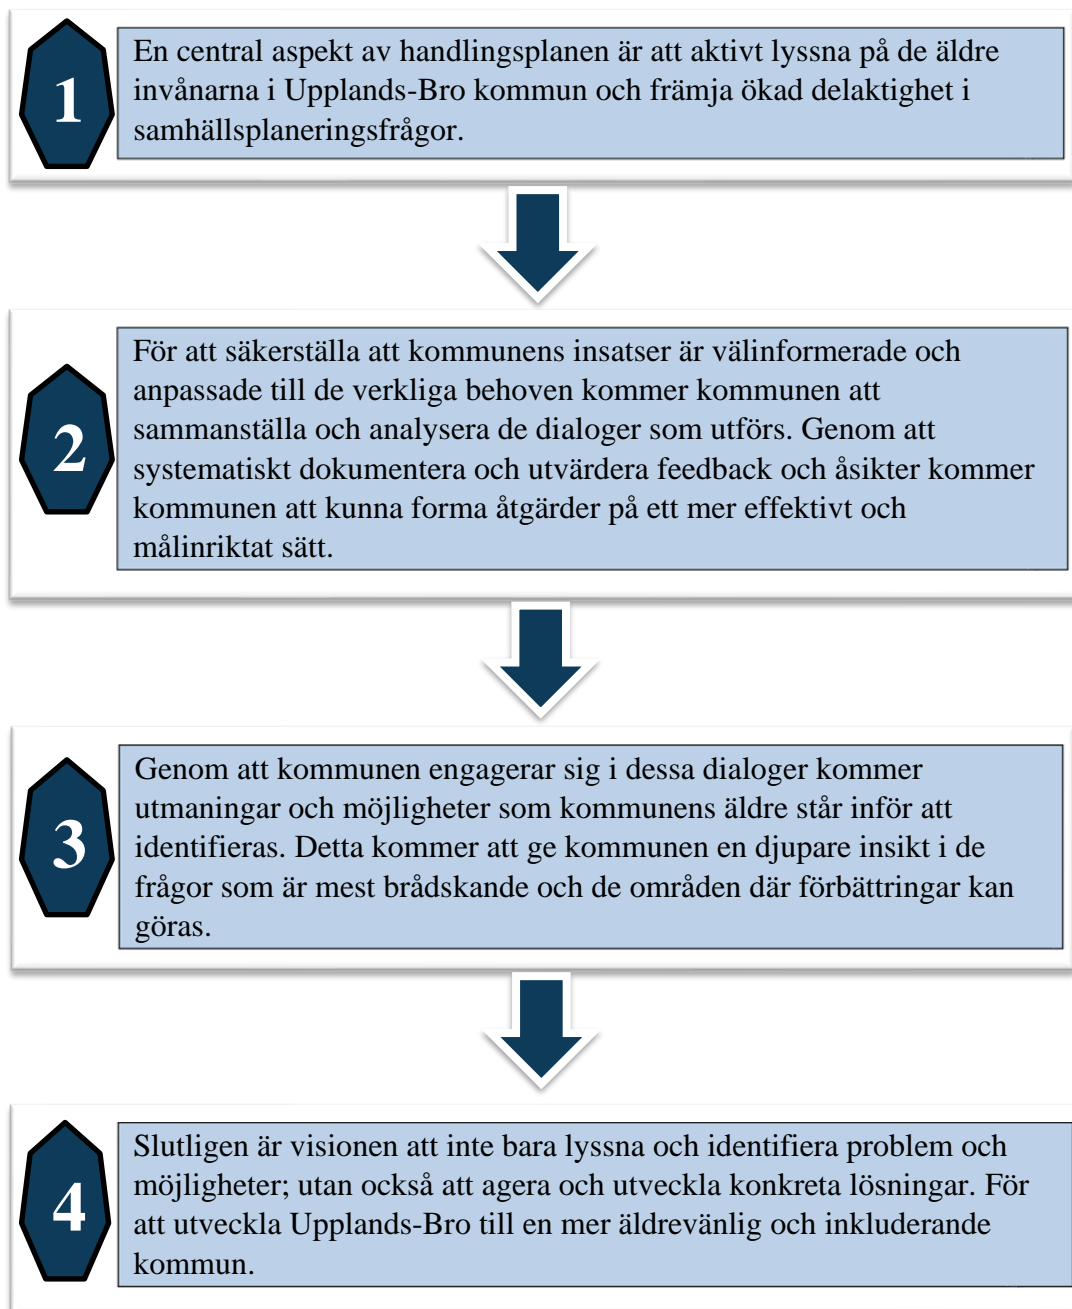 1
En central aspekt av handlingsplanen är att aktivt lyssna på de äldre
invånarna i Upplands-Bro kommun och främja ökad delaktighet i
samhällsplaneringsfrågor.
2
För att säkerställa att kommunens insatser är välinformerade och
anpassade till de verkliga behoven kommer kommunen att
sammanställa och analysera de dialoger som utförs. Genom att
systematiskt dokumentera och utvärdera feedback och åsikter kommer
kommunen att kunna forma åtgärder på ett mer effektivt och
målinriktat sätt.
3
Genom att kommunen engagerar sig i dessa dialoger kommer
utmaningar och möjligheter som kommunens äldre står inför att
identifieras. Detta kommer att ge kommunen en djupare insikt i de
frågor som är mest brådskande och de områden där förbättringar kan
göras.
4
Slutligen är visionen att inte bara lyssna och identifiera problem och
möjligheter; utan också att agera och utveckla konkreta lösningar. För
att utveckla Upplands-Bro till en mer äldrevänlig och inkluderande
kommun.